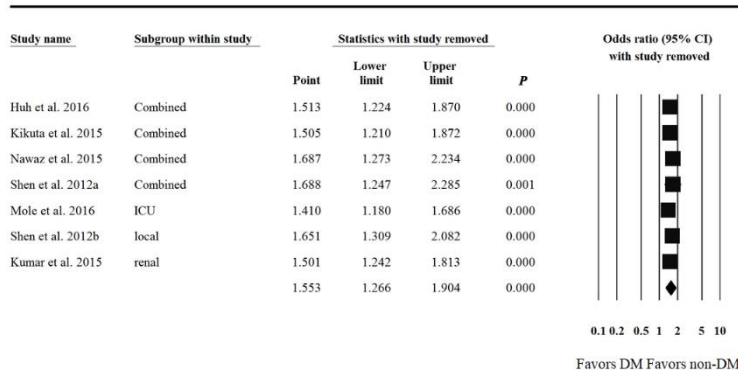 Study name Subgroup within study Statistics with study removed Odds ratio (95% CI)
with study removed
Lower Upper
Point limit limit P
Huh et al. 2016 Combined 1.513 1.224 1.870 0.000
Kikuta et al. 2015 Combined 1.505 1.210 1.872 0.000
Nawaz et al. 2015 Combined 1.687 1.273 2.234 0.000
Shen et al. 2012a Combined 1.688 1.247 2.285 0.001
Mole et al. 2016 ICU 1.410 1.180 1.686 0.000
Shen et al. 2012b local 1.651 1.309 2.082 0.000
Kumar et al. 2015 renal 1.501 1.242 1.813 0.000
1.553 1.266 1.904 0.000
0.1 0.2 0.5 1 2 5 10
Favors DM Favors non-DM